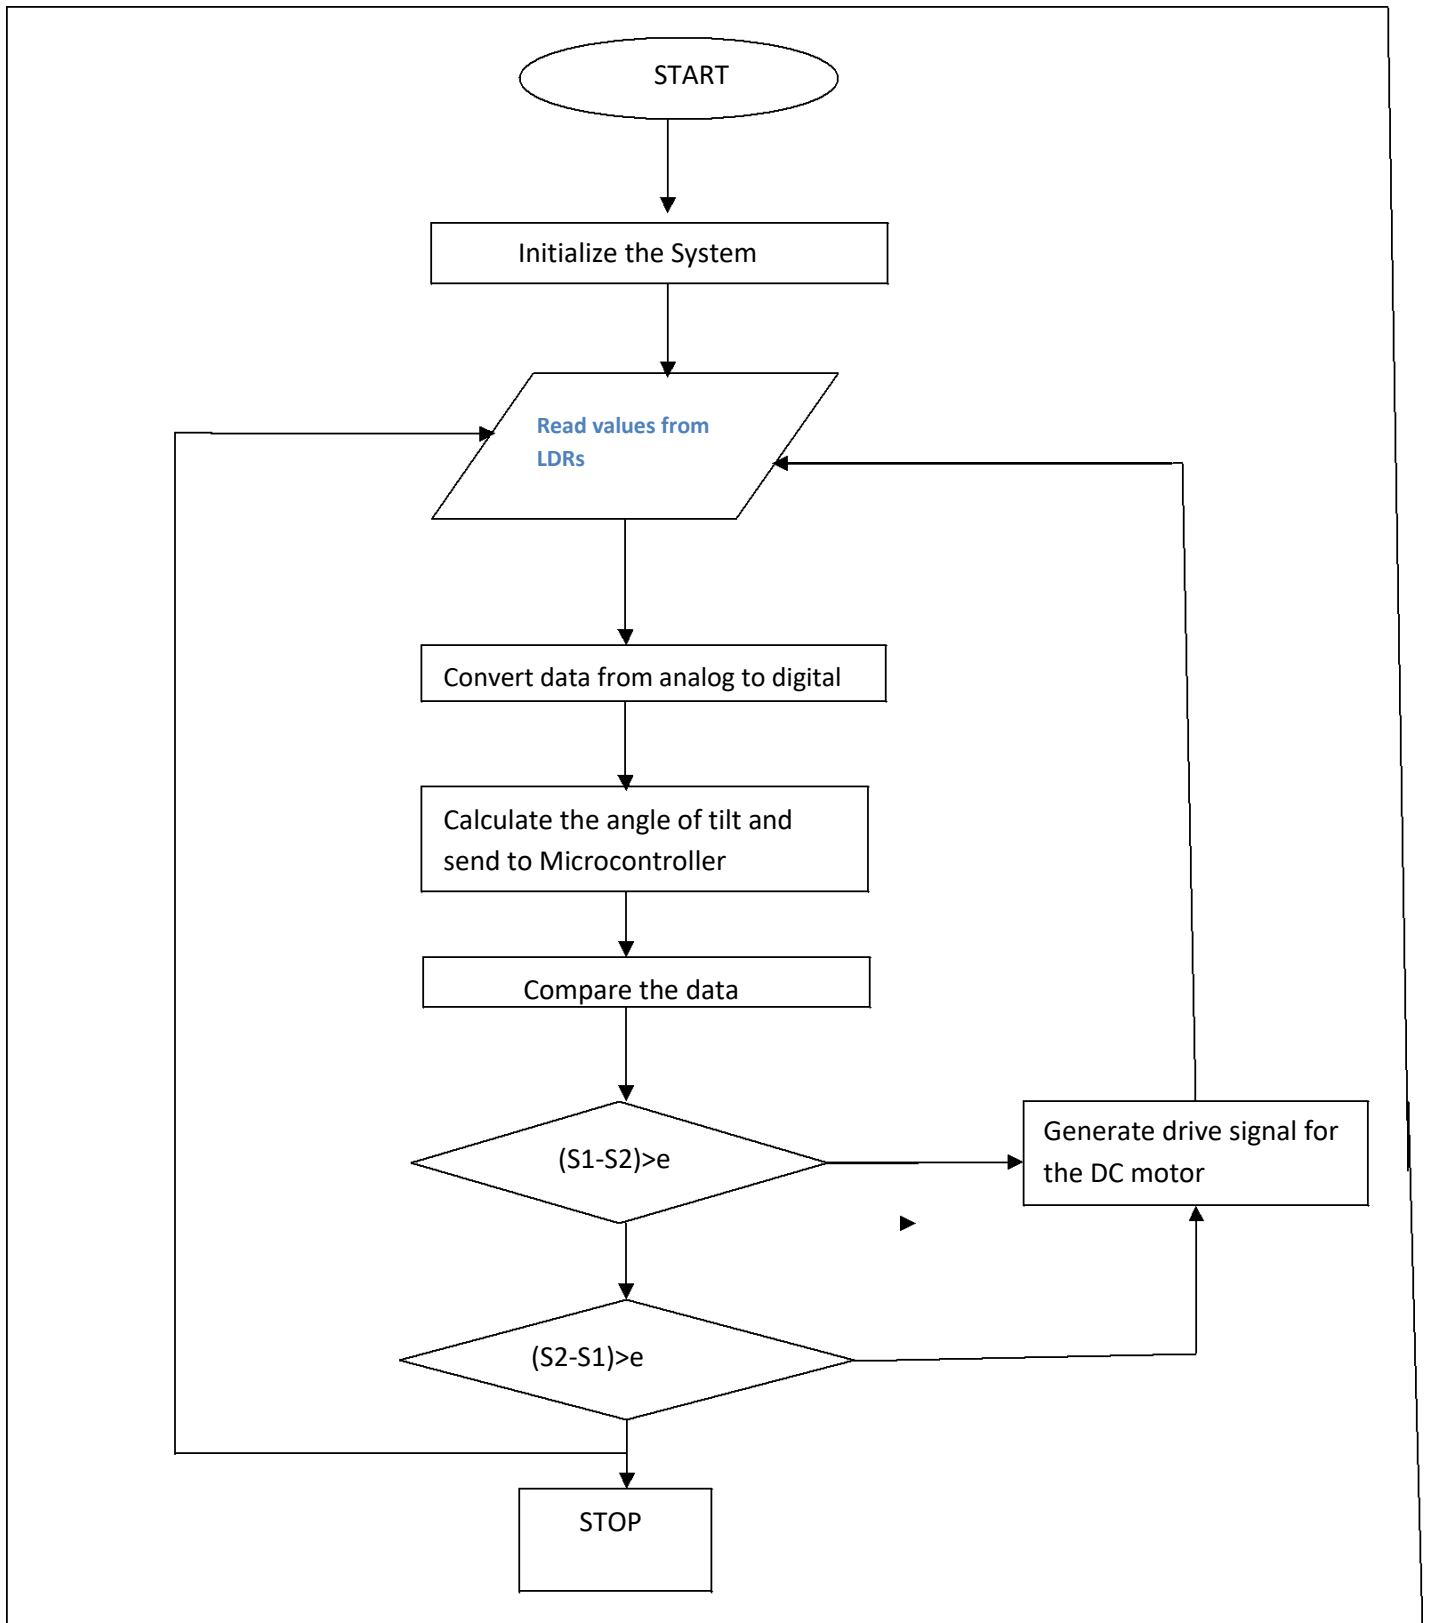 START
Initialize the System
Read values from
LDRs
Convert data from analog to digital
Calculate the angle of tilt and
send to Microcontroller
Compare the data
(S1-S2)>e
Generate drive signal for
the DC motor
(S2-S1)>e
STOP